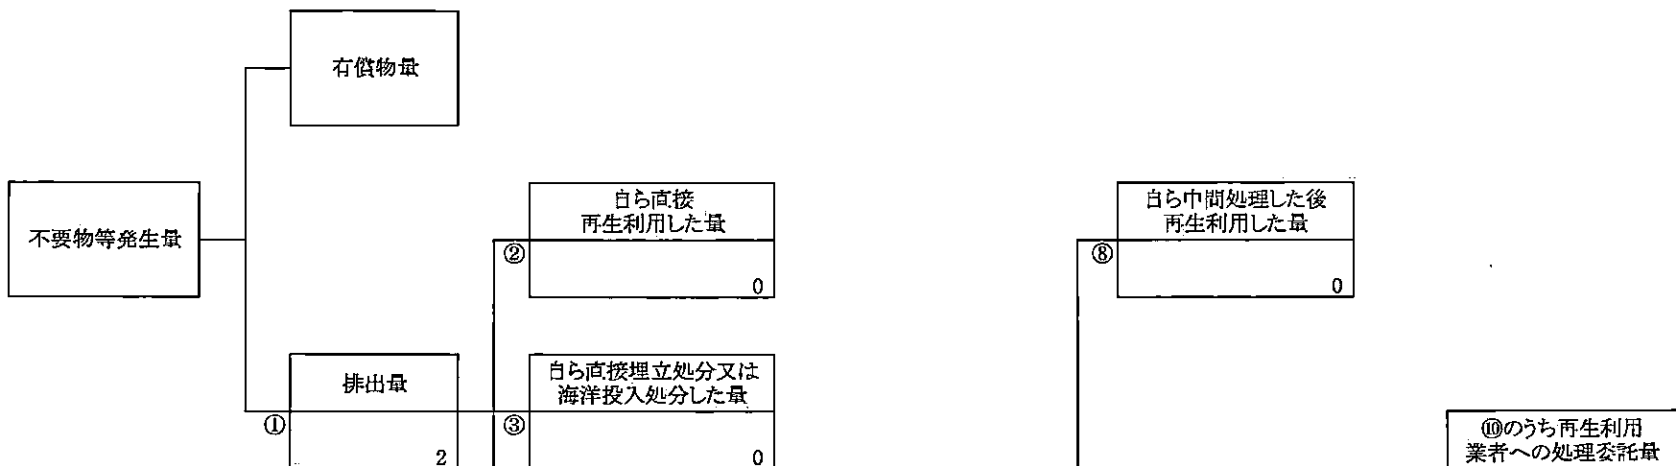 有償物量
不要物等発生量
自ら直接
再生利用した量
②
0
自ら中間処理した後
再生利用した量
⑧
0
排出量
①
2
自ら直接埋立処分又は
海洋投入処分した量
③
0
⑩のうち再生利用
業者への処理委託量